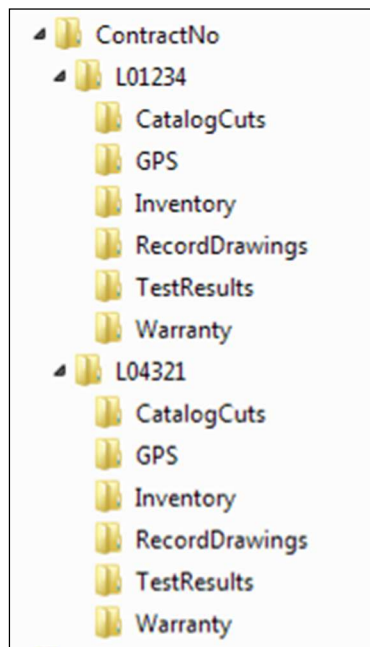 ContractNo
L01234
CatalogCuts
GPS
Inventory
RecordDrawings
TestResults
Warranty
L04321
CatalogCuts
GPS
Inventory
RecordDrawings
TestResults
Warranty